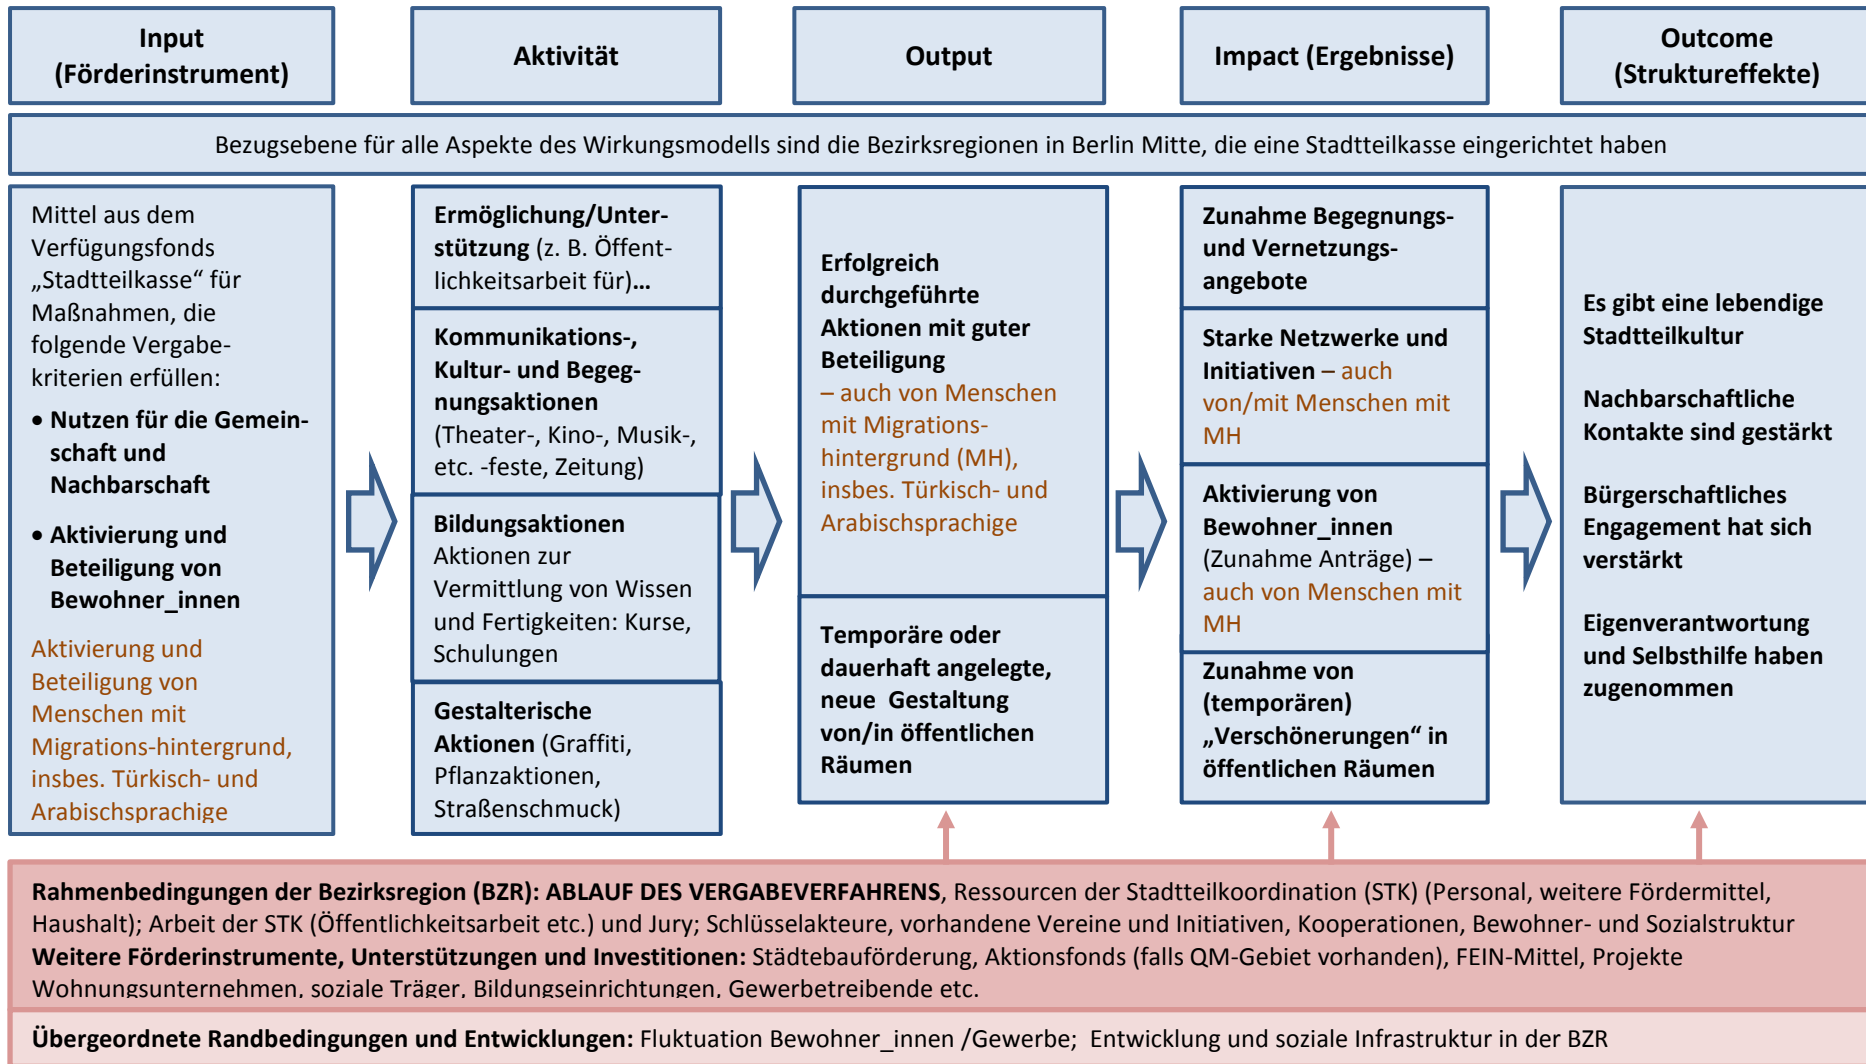 Input
(Förderinstrument)
Aktivität
Output
Impact (Ergebnisse)
Outcome
(Struktureffekte)
Bezugsebene für alle Aspekte des Wirkungsmodells sind die Bezirksregionen in Berlin Mitte, die eine Stadtteilkasse eingerichtet haben
Mittel aus dem
Verfügungsfonds
„Stadtteilkasse“ für
Maßnahmen, die
folgende Vergabe-
kriterien erfüllen:
• Nutzen für die Gemein-
schaft und
Nachbarschaft
• Aktivierung und
Beteiligung von
Bewohner_innen
Aktivierung und
Beteiligung von
Menschen mit
Migrations-hintergrund,
insbes. Türkisch- und
Arabischsprachige
Ermöglichung/Unter-
stützung (z. B. Öffent-
lichkeitsarbeit für)...
Kommunikations-,
Kultur- und Begeg-
nungsaktionen
(Theater-, Kino-, Musik-,
etc. -feste, Zeitung)
Bildungsaktionen
Aktionen zur
Vermittlung von Wissen
und Fertigkeiten: Kurse,
Schulungen
Gestalterische
Aktionen (Graffiti,
Pflanzaktionen,
Straßenschmuck)
Erfolgreich
durchgeführte
Aktionen mit guter
Beteiligung
– auch von Menschen
mit Migrations-
hintergrund (MH),
insbes. Türkisch- und
Arabischsprachige
Temporäre oder
dauerhaft angelegte,
neue Gestaltung
von/in öffentlichen
Räumen
Zunahme Begegnungs-
und Vernetzungs-
angebote
Starke Netzwerke und
Initiativen – auch
von/mit Menschen mit
MH
Aktivierung von
Bewohner_innen
(Zunahme Anträge) –
auch von Menschen mit
MH
Zunahme von
(temporären)
„Verschönerungen“ in
öffentlichen Räumen
Es gibt eine lebendige
Stadtteilkultur
Nachbarschaftliche
Kontakte sind gestärkt
Bürgerschaftliches
Engagement hat sich
verstärkt
Eigenverantwortung
und Selbsthilfe haben
zugenommen
Rahmenbedingungen der Bezirksregion (BZR): ABLAUF DES VERGABEVERFAHRENS, Ressourcen der Stadtteilkoordination (STK) (Personal, weitere Fördermittel,
Haushalt); Arbeit der STK (Öffentlichkeitsarbeit etc.) und Jury; Schlüsselakteure, vorhandene Vereine und Initiativen, Kooperationen, Bewohner- und Sozialstruktur
Weitere Förderinstrumente, Unterstützungen und Investitionen: Städtebauförderung, Aktionsfonds (falls QM-Gebiet vorhanden), FEIN-Mittel, Projekte
Wohnungsunternehmen, soziale Träger, Bildungseinrichtungen, Gewerbetreibende etc.
Übergeordnete Randbedingungen und Entwicklungen: Fluktuation Bewohner_innen /Gewerbe; Entwicklung und soziale Infrastruktur in der BZR